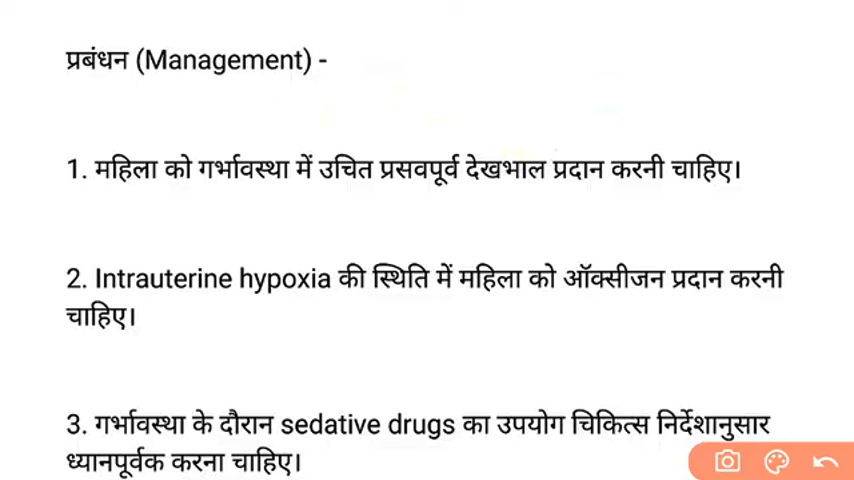 प्रबंधन (Management) -
1. महिला को गर्भावस्था में उचित प्रसवपूर्व देखभाल प्रदान करनी चाहिए।
2. Intrauterine hypoxia की स्थिति में महिला को ऑक्सीजन प्रदान करनी
चाहिए।
3. गर्भावस्था के दौरान sedative drugs का उपयोग चिकित्स निर्देशानुसार
ध्यानपूर्वक करना चाहिए।